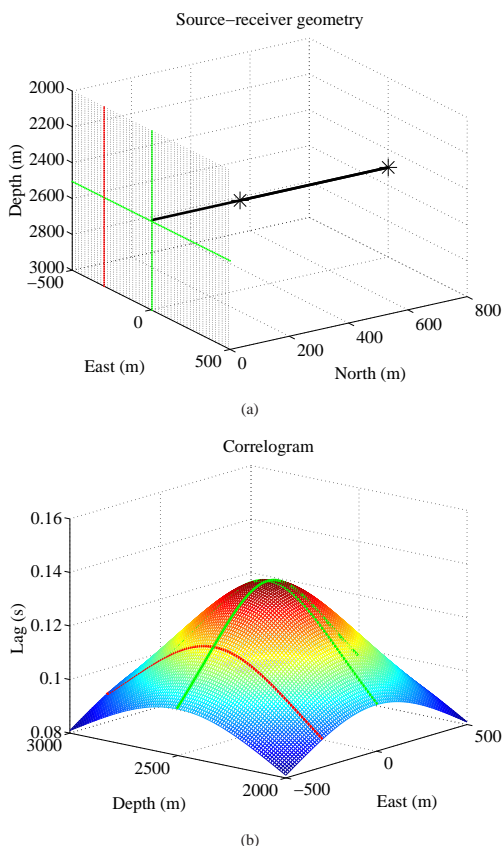 Source−receiver geometry
2000
2200
2400
2600
2800
3000
Depth (m)
−500
0
500
East (m)
0
200
400
600
800
North (m)
(a)
Correlogram
0.16
0.14
0.12
0.1
0.08
Lag (s)
3000
2500
2000
Depth (m)
−500
0
500
East (m)
(b)